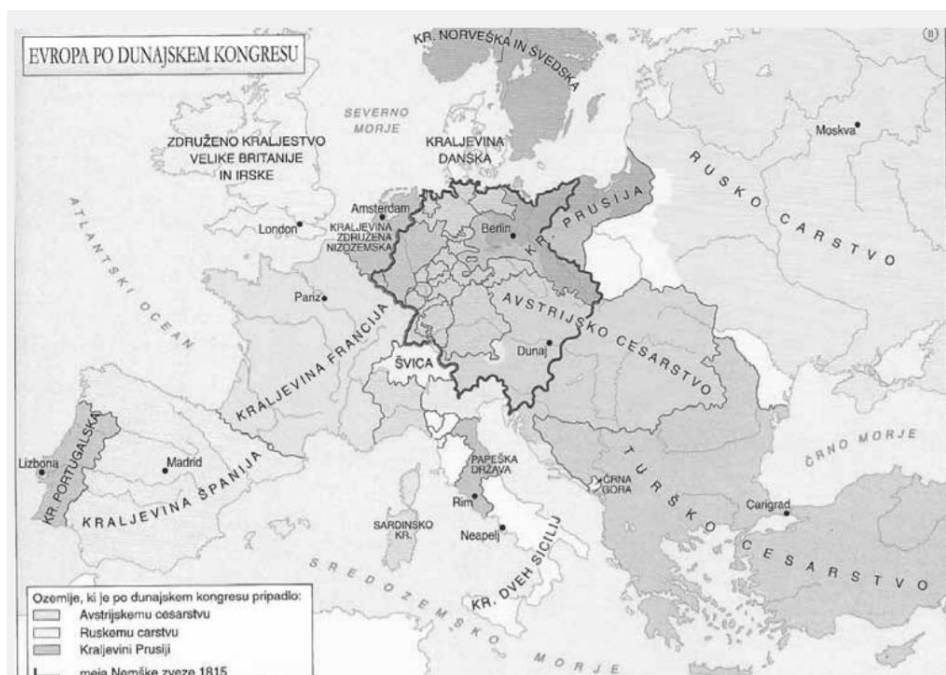 EVROPA PO DUNAJSKEM KONGRESU
KR. NORVEŠKA IN ŠVEDSKA
11
SEVERNO
MORJE
ZDRUŽENO KRALJESTVO
VELIKE BRITANIJE
IN IRSKE
KRALJEVINA
DANSKA
Moskva
RUSKO CARSTVO
ATLANTSKI OCEAN
Amsterdam
London
KRALJEVINA
ZDRUŽENA
NIZOZEMSKA
Berlin
KR. PRUSIJA
Pariz
AVSTRIJSKO CESARSTVO
Dunaj
KRALJEVINA FRANCIJA
ŠVICA
KR. PORTUGALSKA
Lizbona
Madrid
KRALJEVINA ŠPANIJA
PAPEŠKA
DRŽAVA
Rim
ČRNA
GORA
ČRNO MORJE
Carigrad
TURŠKO CESARSTVO
SARDINSKO
KR.
Neapelj
KR. DVEH SICILIJ
SREDOZEMSKO MORJE
Ozemlje, ki je po dunajskem kongresu pripadlo:
Avstrijskemu cesarstvu
Ruskemu carstvu
Kraljevini Prusiji
meja Nemške zveze 1815